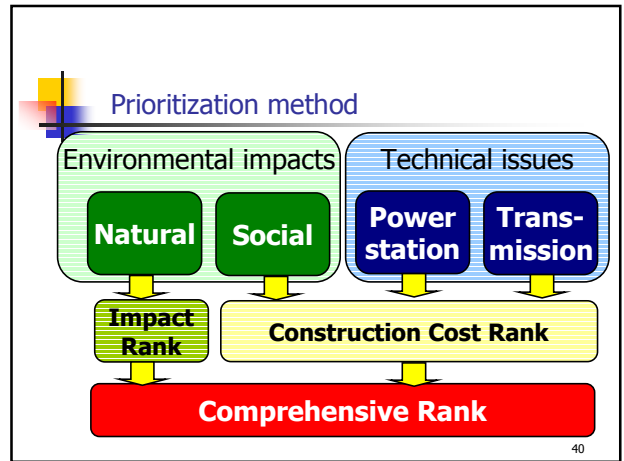 Prioritization method
Environmental impacts
Natural
Social
Technical issues
Power
station
Trans-
mission
Impact
Rank
Construction Cost Rank
Comprehensive Rank
40